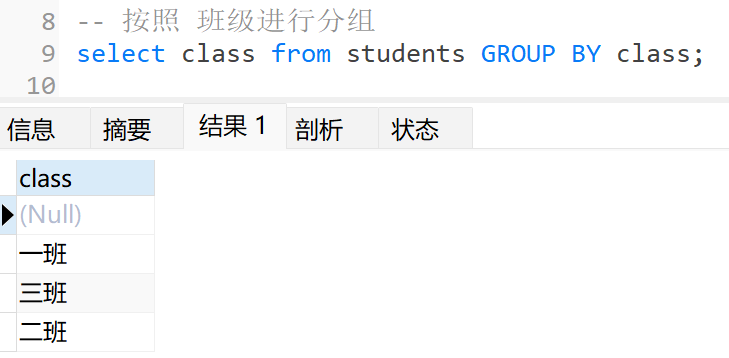 8 -- 按照 班级进行分组
9 select class from students GROUP BY class;
10
信息 摘要 结果 1 剖析 状态
class
(Null)
一班
三班
二班